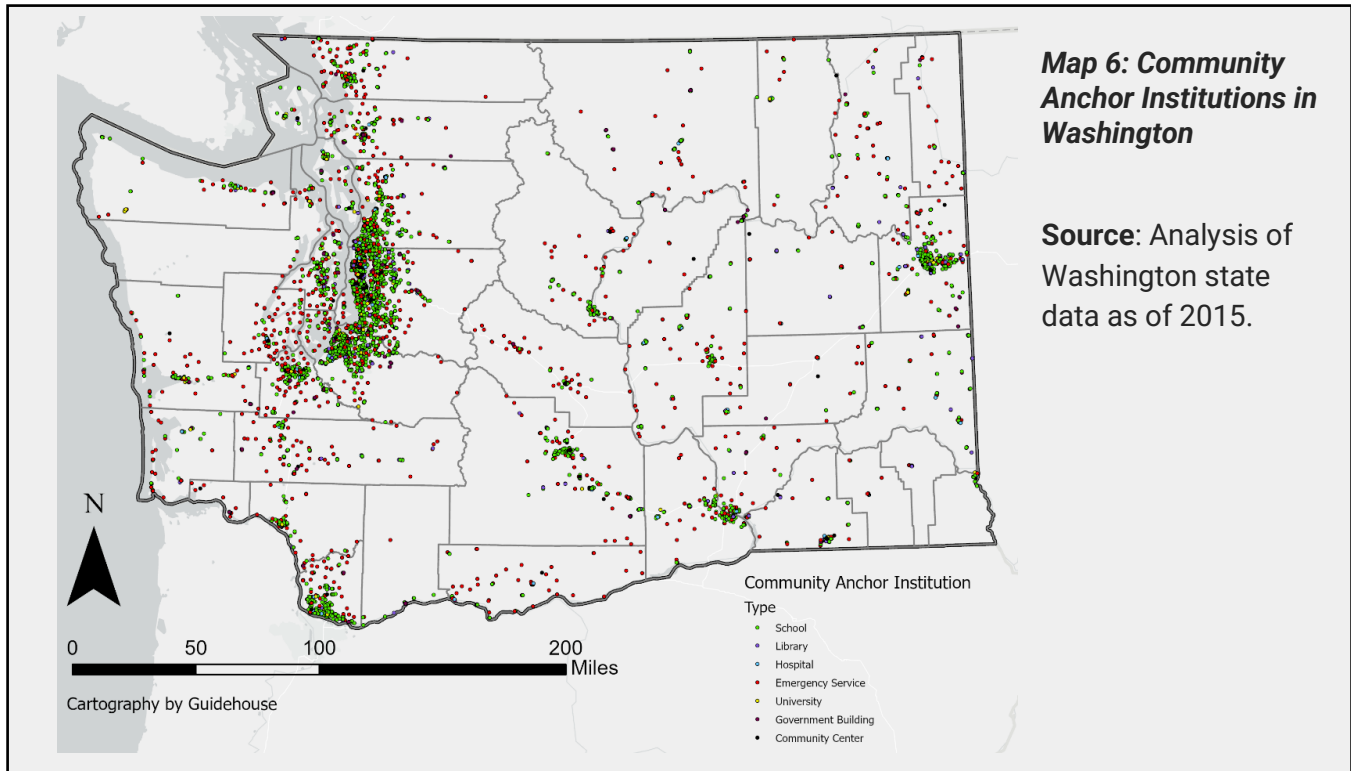 Map 6: Community
Anchor Institutions in
Washington
Source: Analysis of
Washington state
data as of 2015.
N
0 50 100 200
Miles
Cartography by Guidehouse
Community Anchor Institution
Type
School
Library
Hospital
Emergency Service
University
Government Building
Community Center